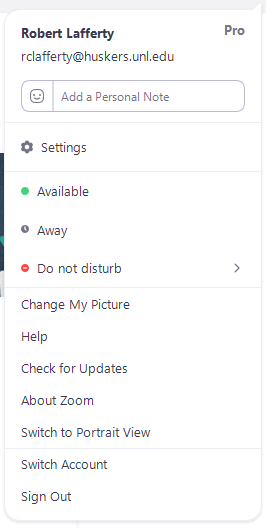 Robert Lafferty
Pro
rclafferty@huskers.unl.edu
Add a Personal Note
Settings
Available
Away
Do not disturb
Change My Picture
Help
Check for Updates
About Zoom
Switch to Portrait View
Switch Account
Sign Out